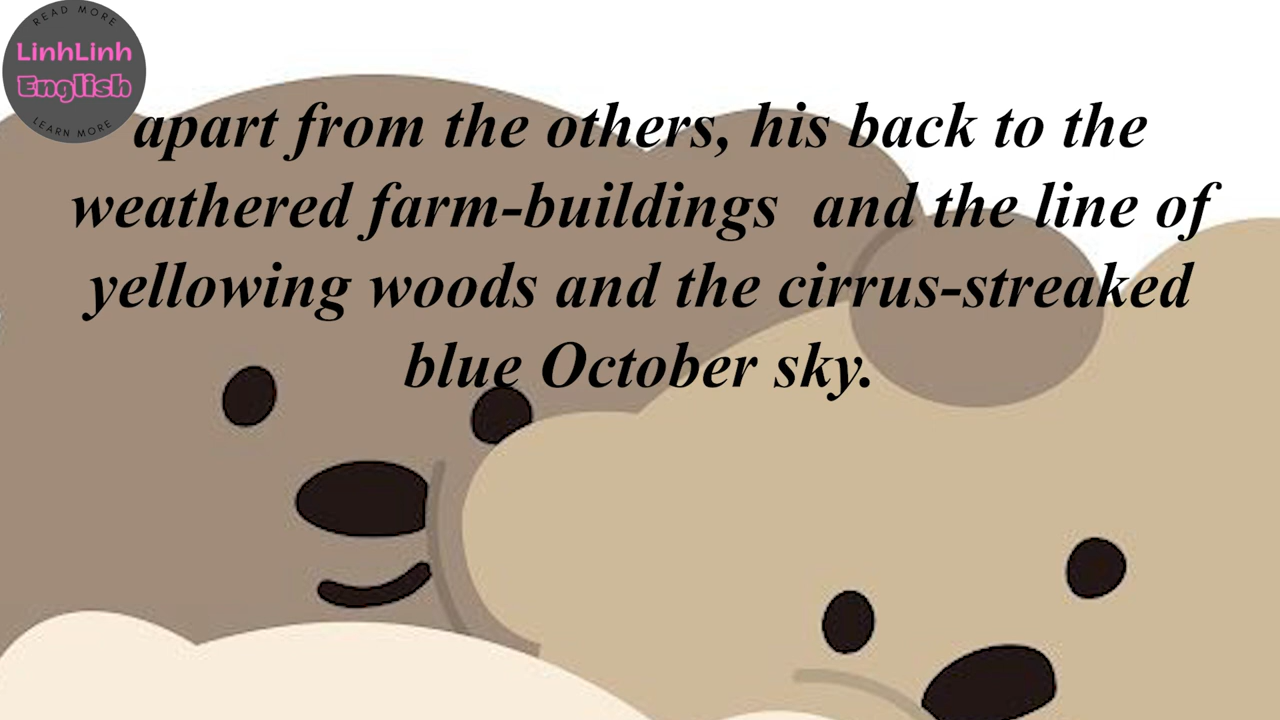 READ MORE
LinhLinh
English
LEARN MORE
apart from the others, his back to the
weathered farm-buildings  and the line of
yellowing woods and the cirrus-streaked
blue October sky.